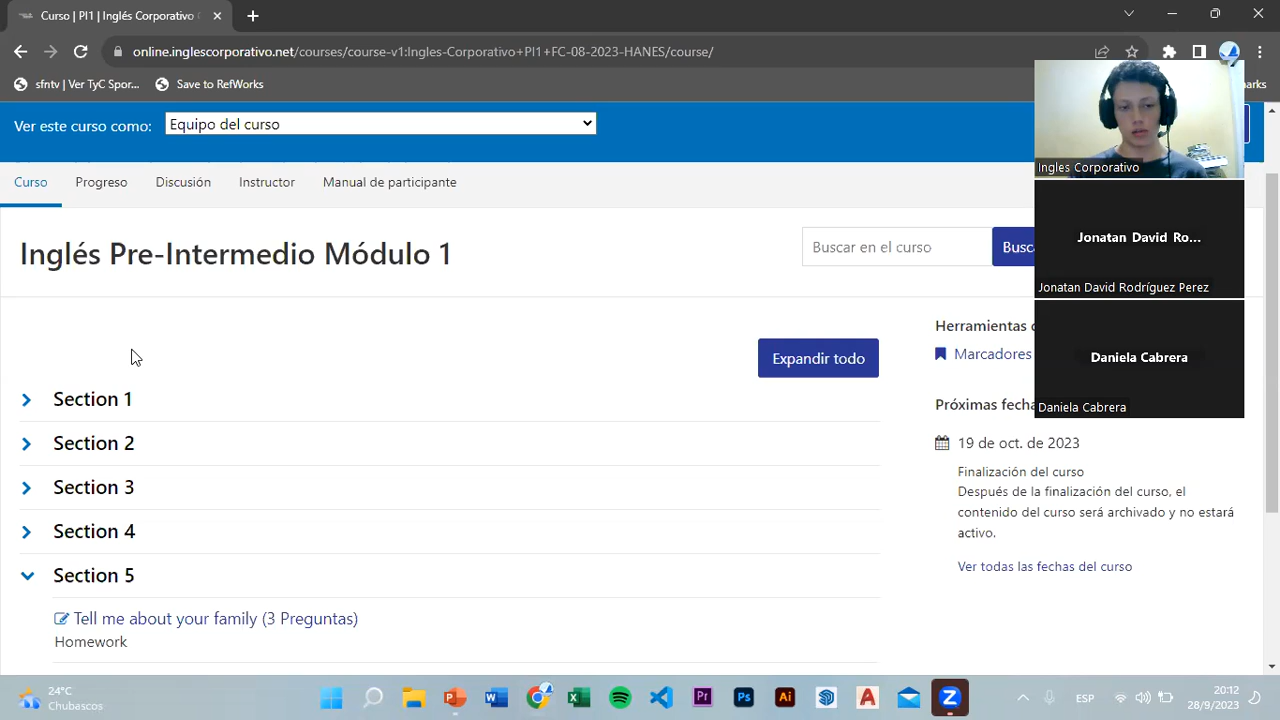 Curso | PI1 | Inglés Corporativo
online.inglescorporativo.net/courses/course-v1:Ingles-Corporativo+PI1+FC-08-2023-HANES/course/
sfntv | Ver TyC Spor...
Save to RefWorks
Ver este curso como:
Equipo del curso
Curso
Progreso
Discusión
Instructor
Manual de participante
Inglés Pre-Intermedio Módulo 1
Buscar en el curso
Expandir todo
Section 1
Section 2
Section 3
Section 4
Section 5
Tell me about your family (3 Preguntas)
Homework
Herramientas
Marcadores
Próximas
19 de oct. de 2023
Finalización del curso
Después de la finalización del curso, el
contenido del curso será archivado y no estará
activo.
Ver todas las fechas del curso
Ingles Corporativo
Jonatan David Ro...
Jonatan David Rodríguez Perez
Daniela Cabrera
Daniela Cabrera
24°C
Chubascos
ESP
20:12
28/9/2023